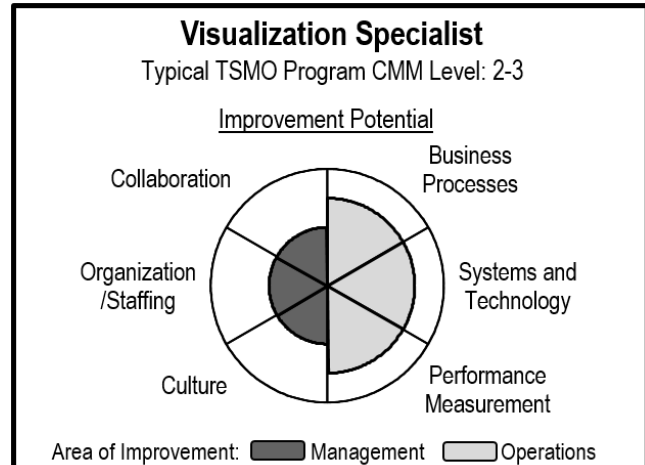 Visualization Specialist
Typical TSMO Program CMM Level: 2-3
Improvement Potential
Business
Processes
Collaboration
Organization
/Staffing
Systems and
Technology
Culture
Performance
Measurement
Area of Improvement: Management Operations